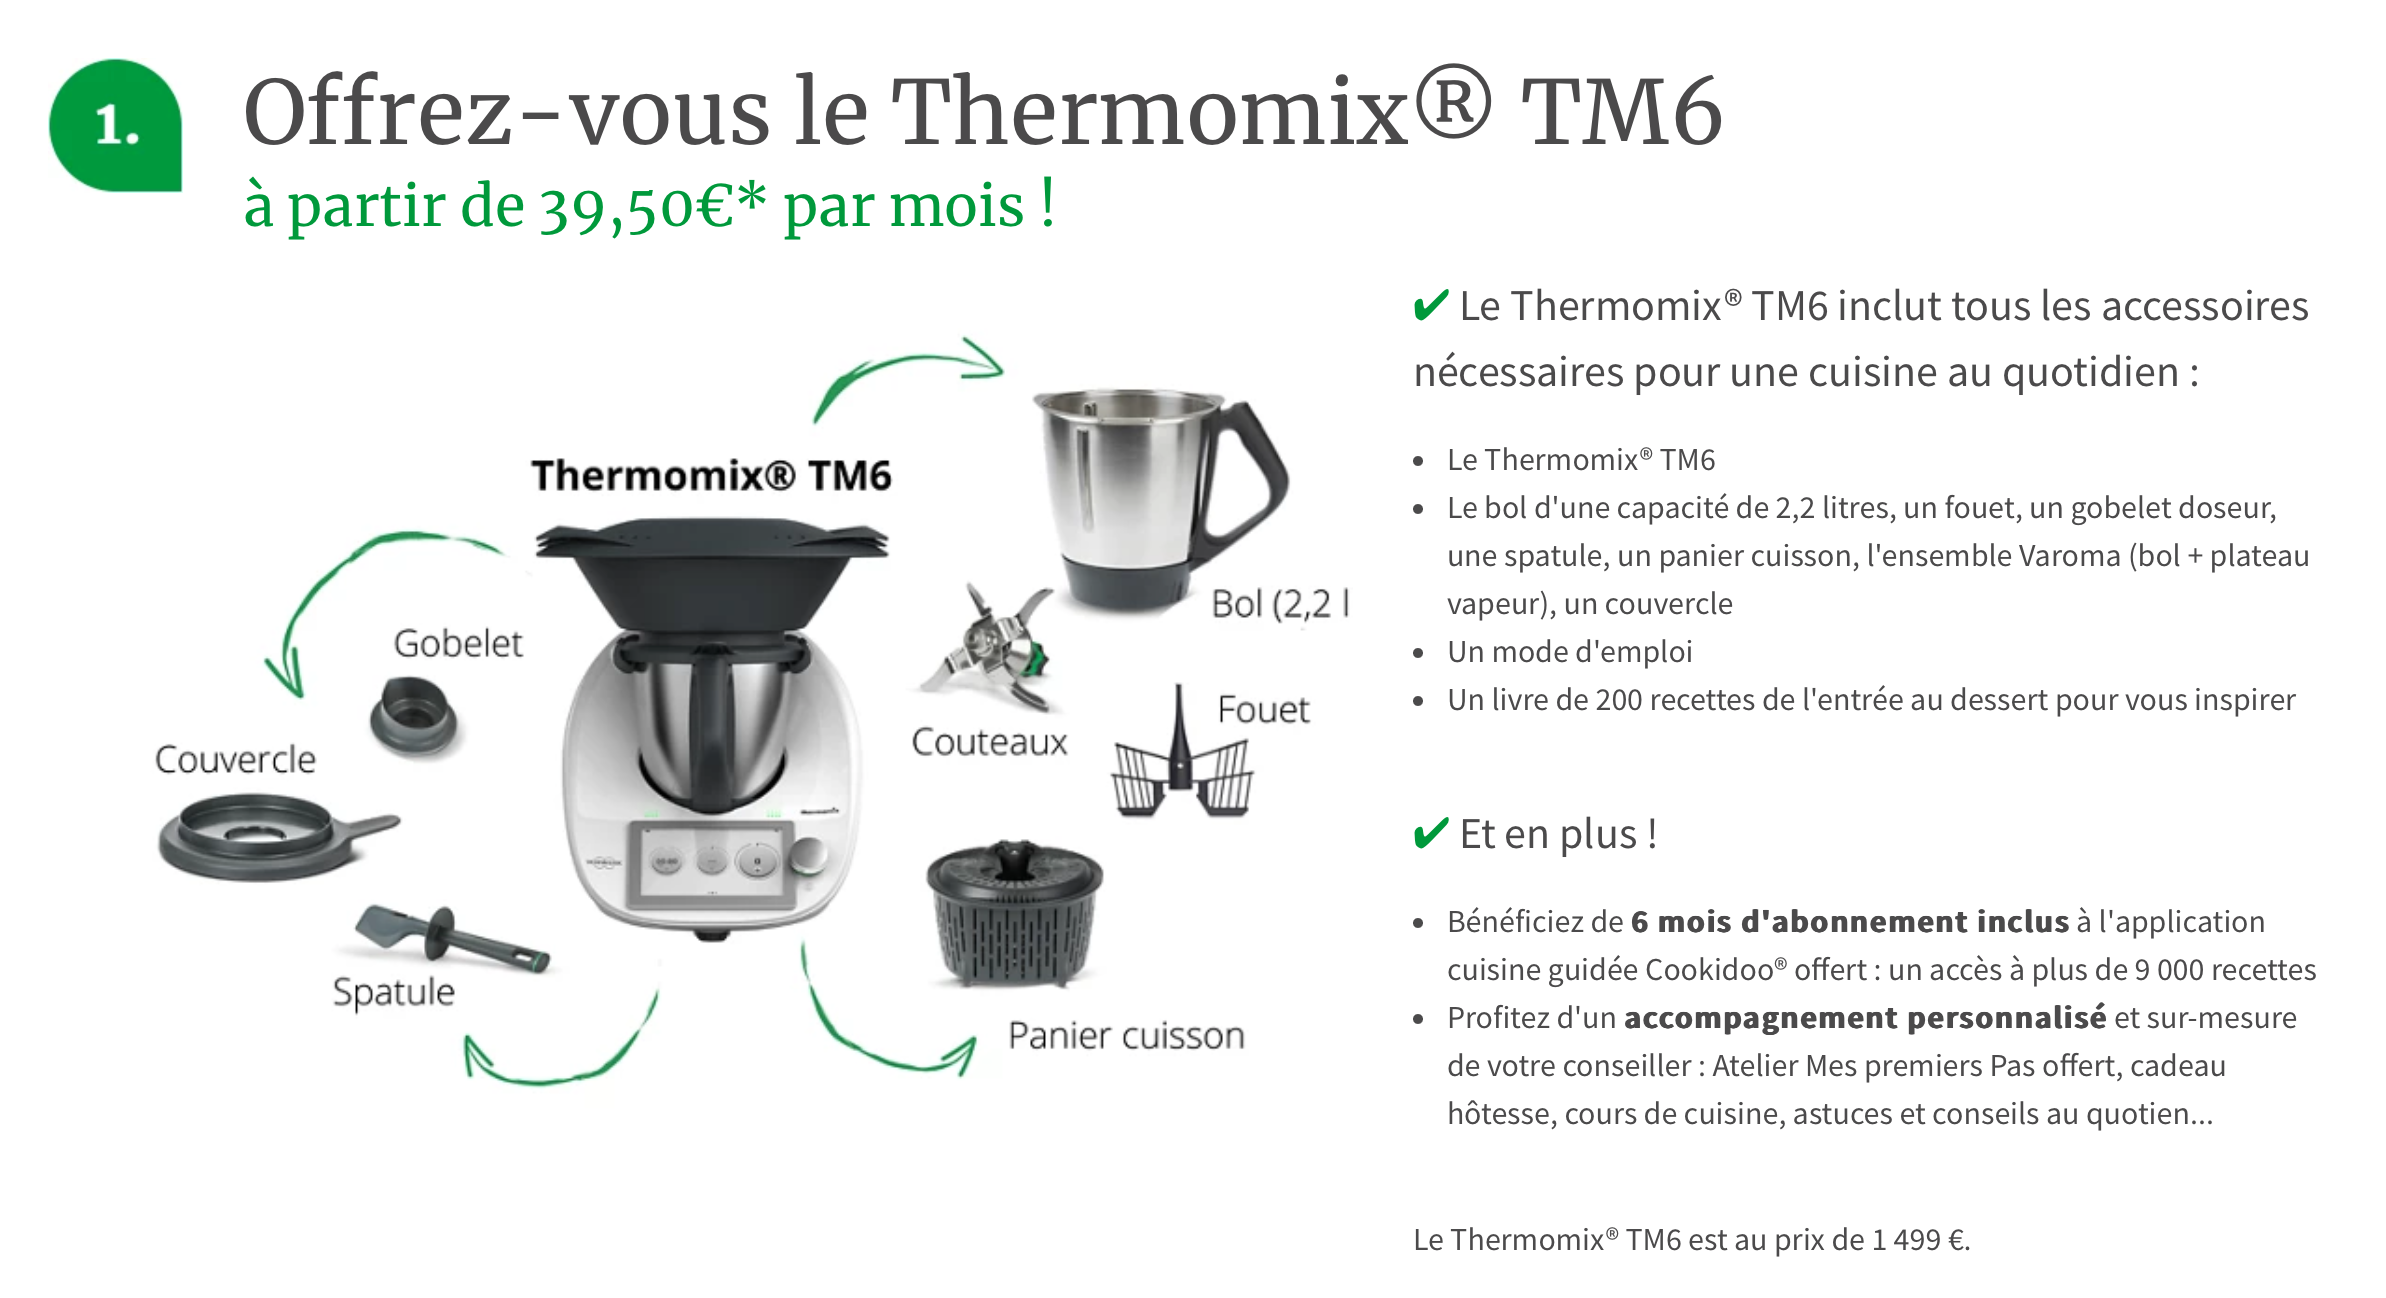 1.
Offrez-vous le Thermomix® TM6
à partir de 39,50€* par mois !
Thermomix® TM6
Bol (2,2 l
Gobelet
Couteaux
Fouet
Couvercle
Spatule
Panier cuisson
✔ Le Thermomix® TM6 inclut tous les accessoires
nécessaires pour une cuisine au quotidien :
• Le Thermomix® TM6
• Le bol d'une capacité de 2,2 litres, un fouet, un gobelet doseur,
une spatule, un panier cuisson, l'ensemble Varoma (bol + plateau
vapeur), un couvercle
• Un mode d'emploi
• Un livre de 200 recettes de l'entrée au dessert pour vous inspirer
✔ Et en plus !
• Bénéficiez de 6 mois d'abonnement inclus à l'application
cuisine guidée Cookidoo® offert : un accès à plus de 9 000 recettes
• Profitez d'un accompagnement personnalisé et sur-mesure
de votre conseiller : Atelier Mes premiers Pas offert, cadeau
hôtesse, cours de cuisine, astuces et conseils au quotien...
Le Thermomix® TM6 est au prix de 1 499 €.